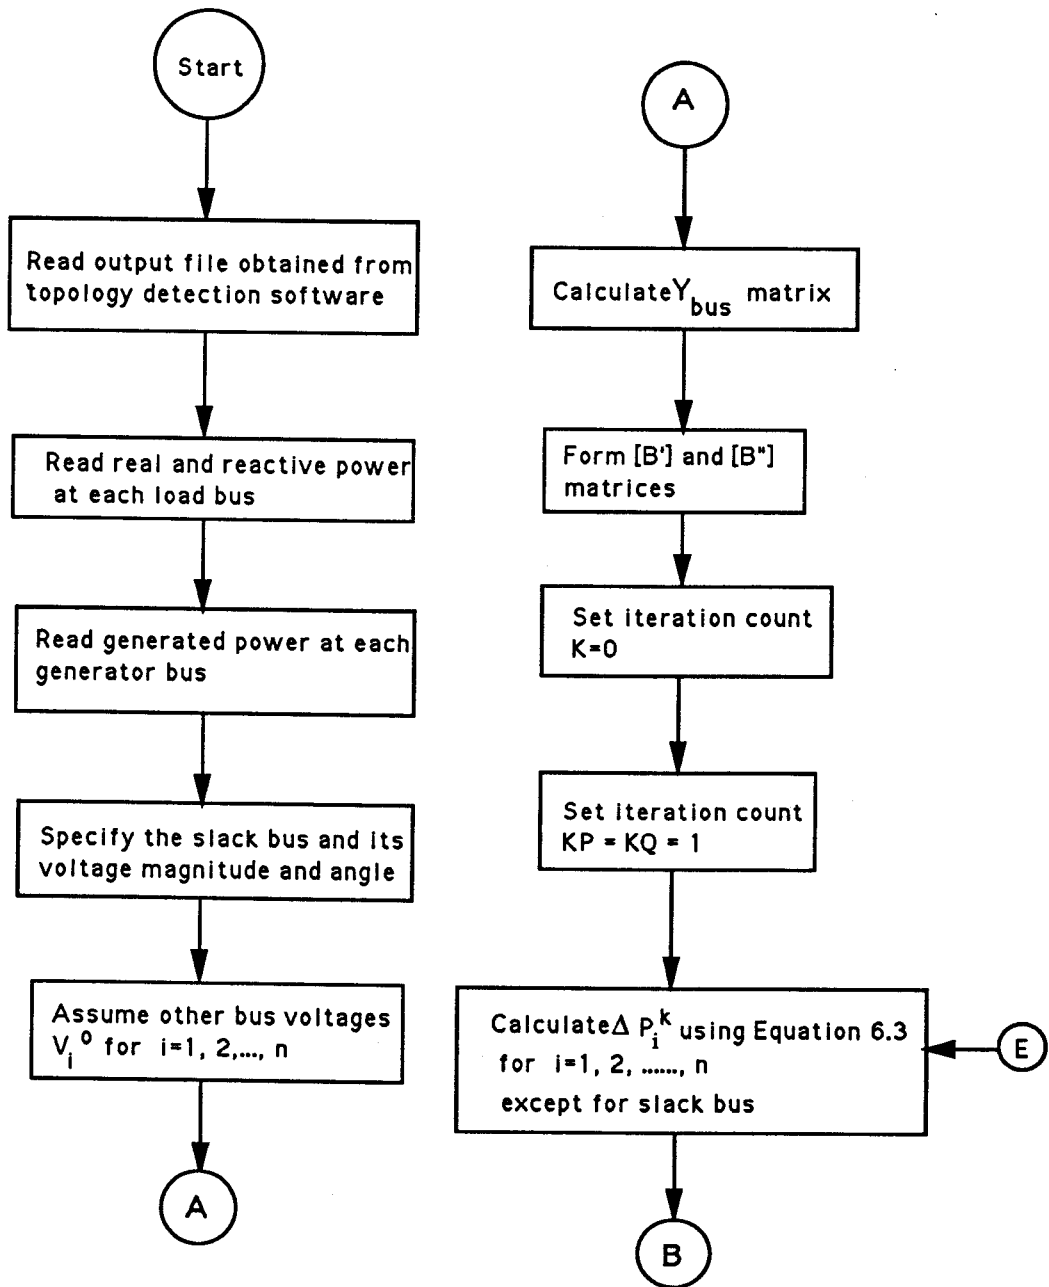 Start
Read output file obtained from
topology detection software
Read real and reactive power
at each load bus
Read generated power at each
generator bus
Specify the slack bus and its
voltage magnitude and angle
Assume other bus voltages
V_i^o for i=1, 2,..., n
A
A
Calculate Y_bus matrix
Form [B'] and [B"]
matrices
Set iteration count
K=0
Set iteration count
KP = KQ = 1
Calculate Δ P_i^k using Equation 6.3
for i=1, 2, ......., n
except for slack bus
E
B